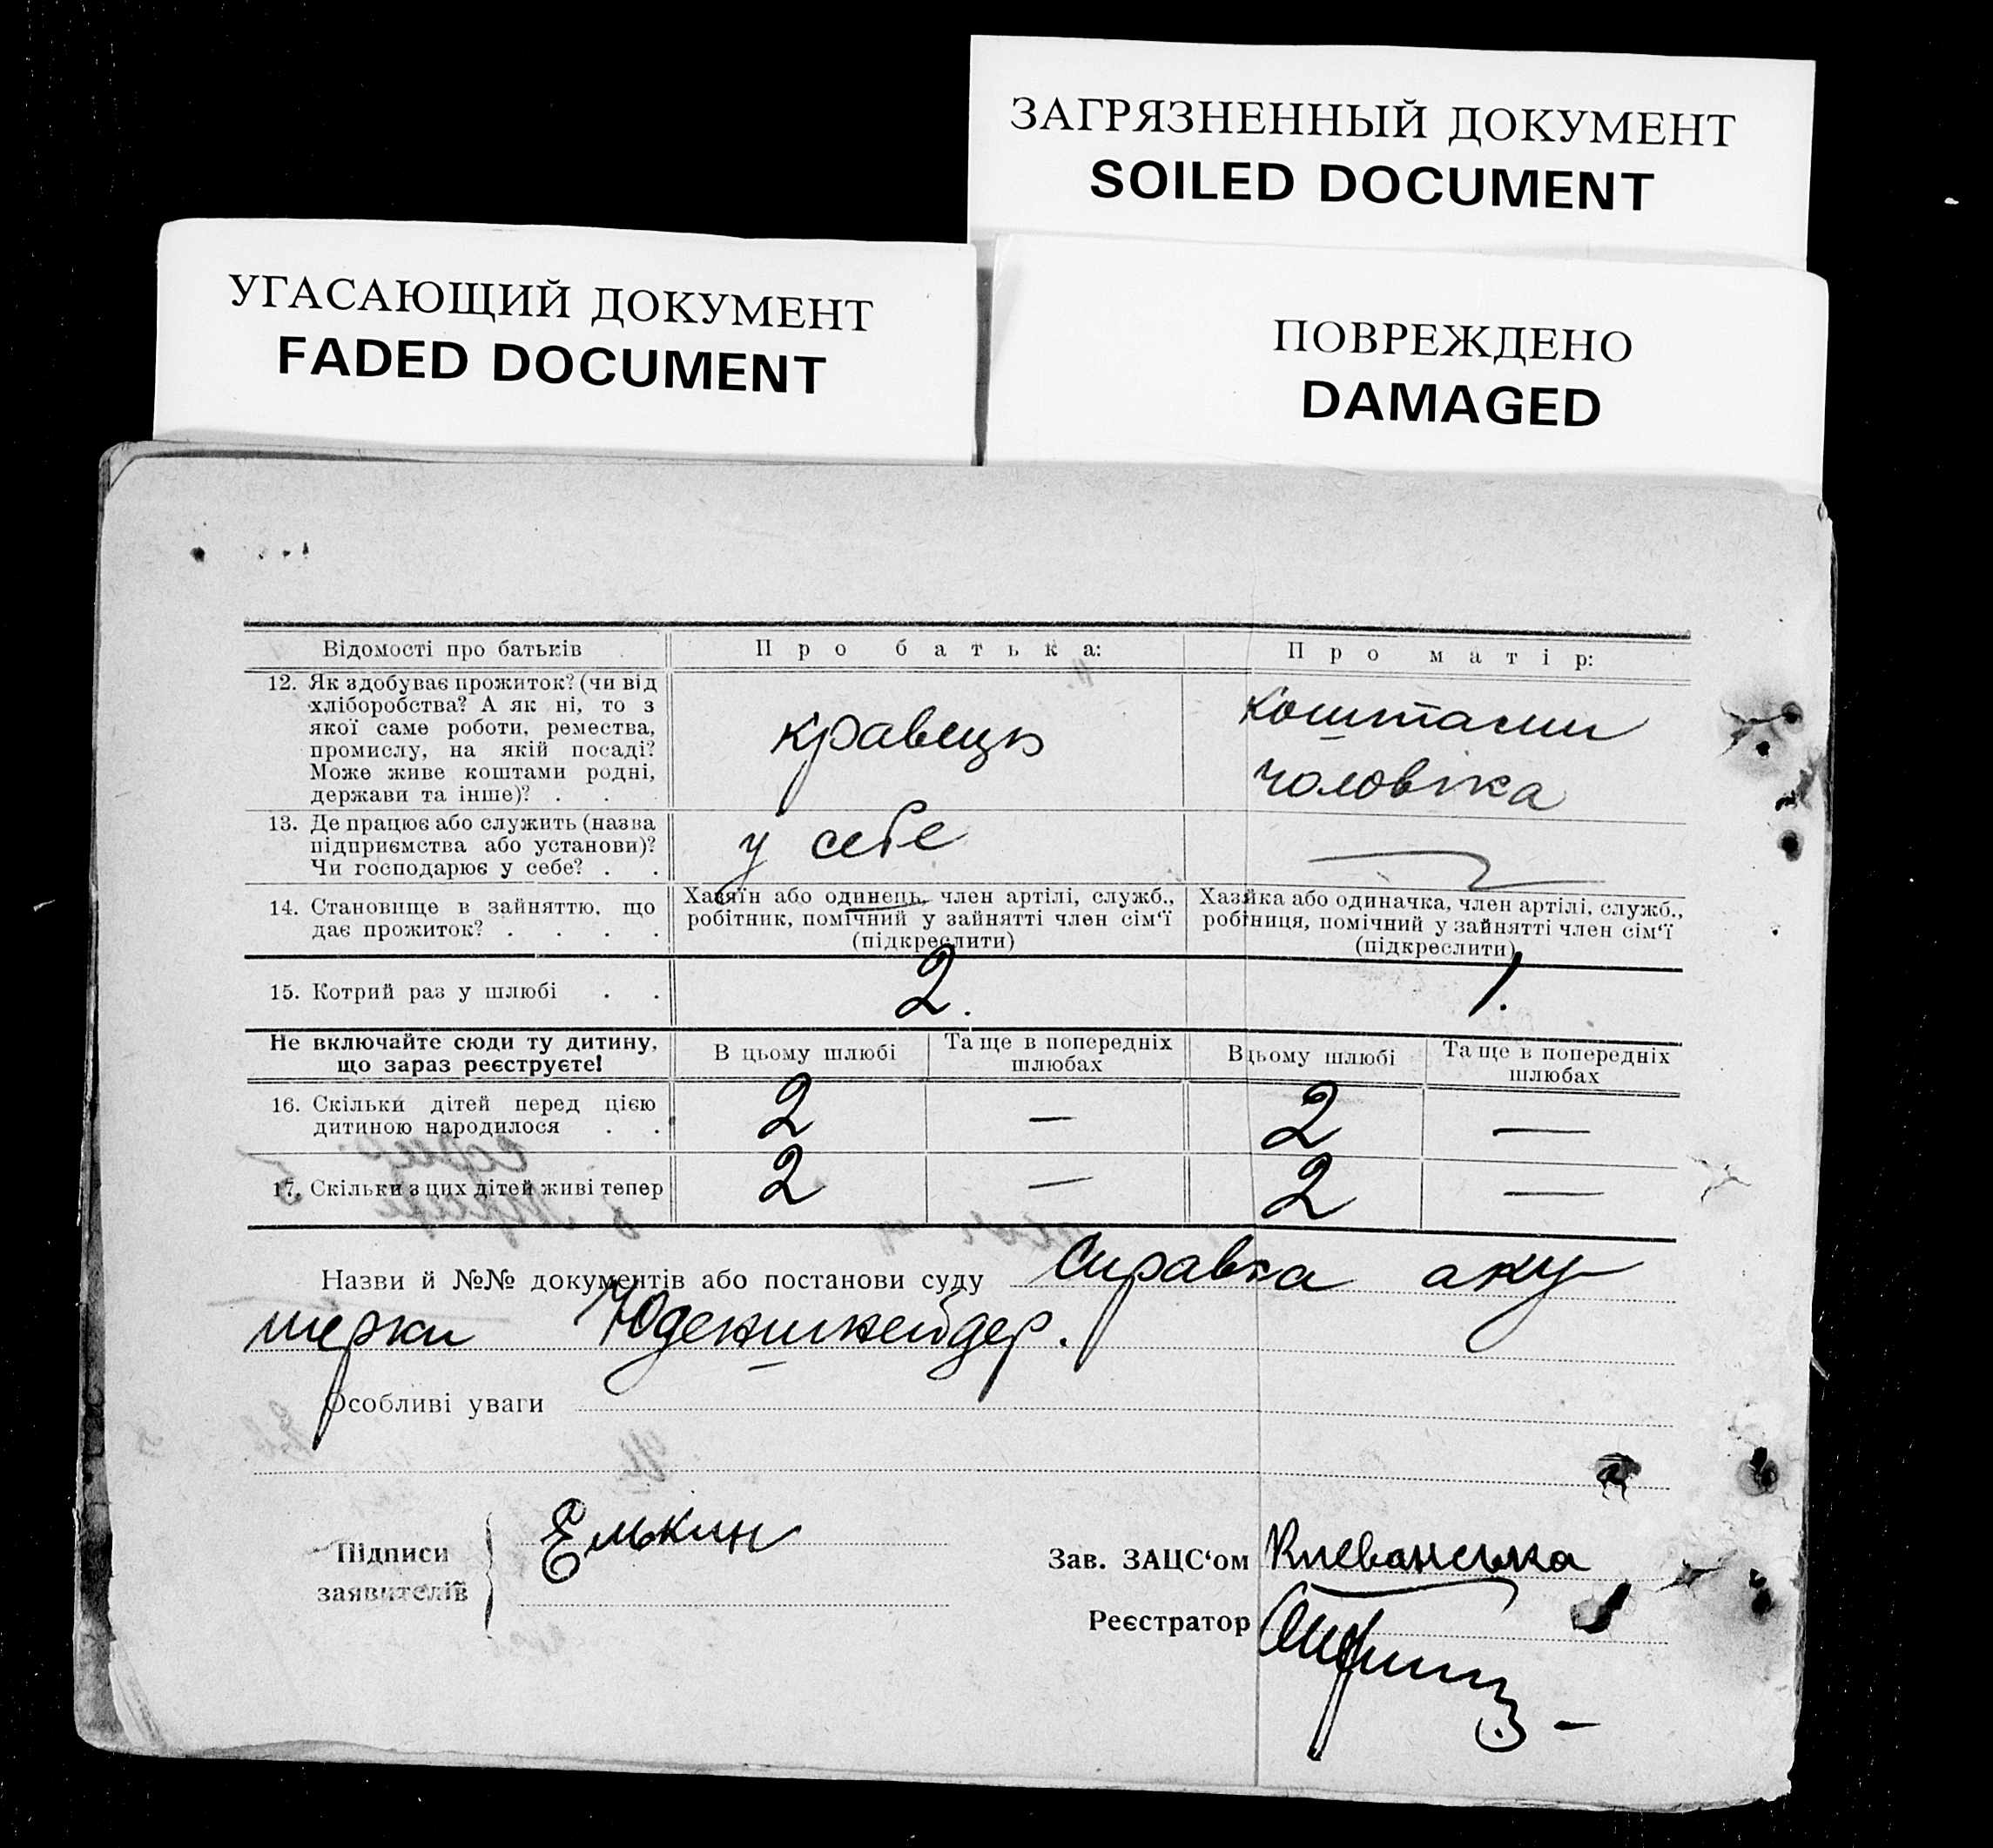 ЗАГРЯЗНЕННЫЙ ДОКУМЕНТ
SOILED DOCUMENT
УГАСАЮЩИЙ ДОКУМЕНТ
FADED DOCUMENT
ПОВРЕЖДЕНО
DAMAGED
Відомості про батьків
Про батька:
Про матір:
12. Як здобуває прожиток? (чи від
хліборобства? А як ні, то з
якої саме роботи, ремества,
промислу, на якій посаді?
Може живе коштами родні,
держави та інше)? . .
кравець
коштами
чоловіка
13. Де працює або служить (назва
підприємства або установи)?
Чи господарює у себе? . .
у себе
14. Становище в зайняттю, що
дає прожиток? . . . .
Хазяїн або одинець, член артілі, служб.,
робітник, помічний у зайнятті член сім'ї
(підкреслити)
Хазяйка або одиначка, член артілі, служб.,
робіниця, помічний у зайнятті член сім'ї
(підкреслити)
15. Котрий раз у шлюбі . .
2.
1.
Не включайте сюди ту дитину,
що зараз реєструєте!
В цьому шлюбі
Та ще в попередніх
шлюбах
В цьому шлюбі
Та ще в попередніх
шлюбах
16. Скільки дітей перед цією
дитиною народилося . .
2 — 2 —
17. Скільки з цих дітей живі тепер
2 — 2 —
Назви й №№ документів або постанови суду Справка аку
шерки
Особливі уваги
Підписи
заявителів
Елькин
Зав. ЗАЦС'ом
Реєстратор